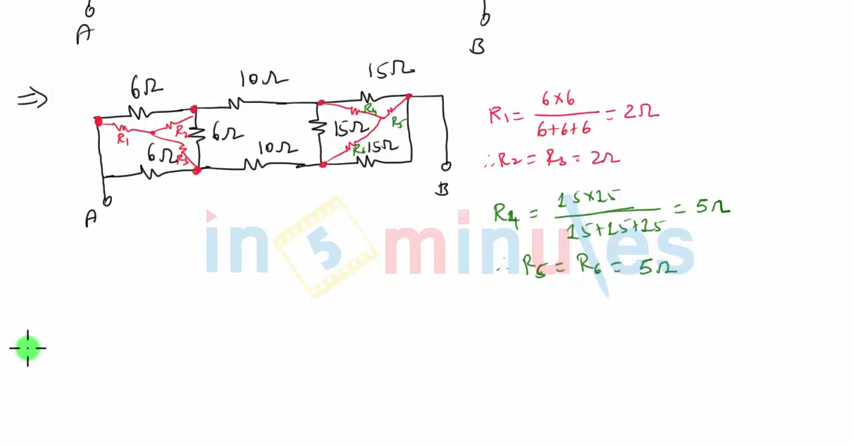 A
B
⇒
6Ω 10Ω 15Ω
R1 R2 6Ω 15Ω R4 R5
6Ω R3 10Ω R6 15Ω
A
B
R1 = 6×6 / 6+6+6 = 2Ω
∴ R2 = R3 = 2Ω
R4 = 15×15 / 15+15+15 = 5Ω
∴ R5 = R6 = 5Ω
in 5 minutes